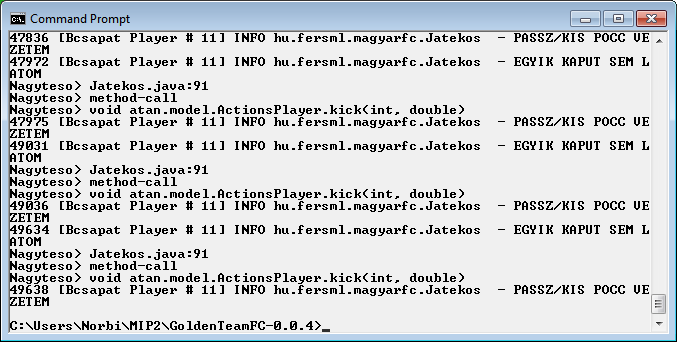 Command Prompt
47836 [Bcsapat Player # 11] INFO hu.fersml.magyarfc.Jatekos  - PASSZ/KIS POCC VE
ZETEM
47972 [Bcsapat Player # 11] INFO hu.fersml.magyarfc.Jatekos  - EGYIK KAPUT SEM L
ATOM
Nagyteso> Jatekos.java:91
Nagyteso> method-call
Nagyteso> void atan.model.ActionsPlayer.kick(int, double)
47975 [Bcsapat Player # 11] INFO hu.fersml.magyarfc.Jatekos  - PASSZ/KIS POCC VE
ZETEM
49031 [Bcsapat Player # 11] INFO hu.fersml.magyarfc.Jatekos  - EGYIK KAPUT SEM L
ATOM
Nagyteso> Jatekos.java:91
Nagyteso> method-call
Nagyteso> void atan.model.ActionsPlayer.kick(int, double)
49036 [Bcsapat Player # 11] INFO hu.fersml.magyarfc.Jatekos  - PASSZ/KIS POCC VE
ZETEM
49634 [Bcsapat Player # 11] INFO hu.fersml.magyarfc.Jatekos  - EGYIK KAPUT SEM L
ATOM
Nagyteso> Jatekos.java:91
Nagyteso> method-call
Nagyteso> void atan.model.ActionsPlayer.kick(int, double)
49638 [Bcsapat Player # 11] INFO hu.fersml.magyarfc.Jatekos  - PASSZ/KIS POCC VE
ZETEM
C:\Users\Norbi\MIP2\GoldenTeamFC-0.0.4>_